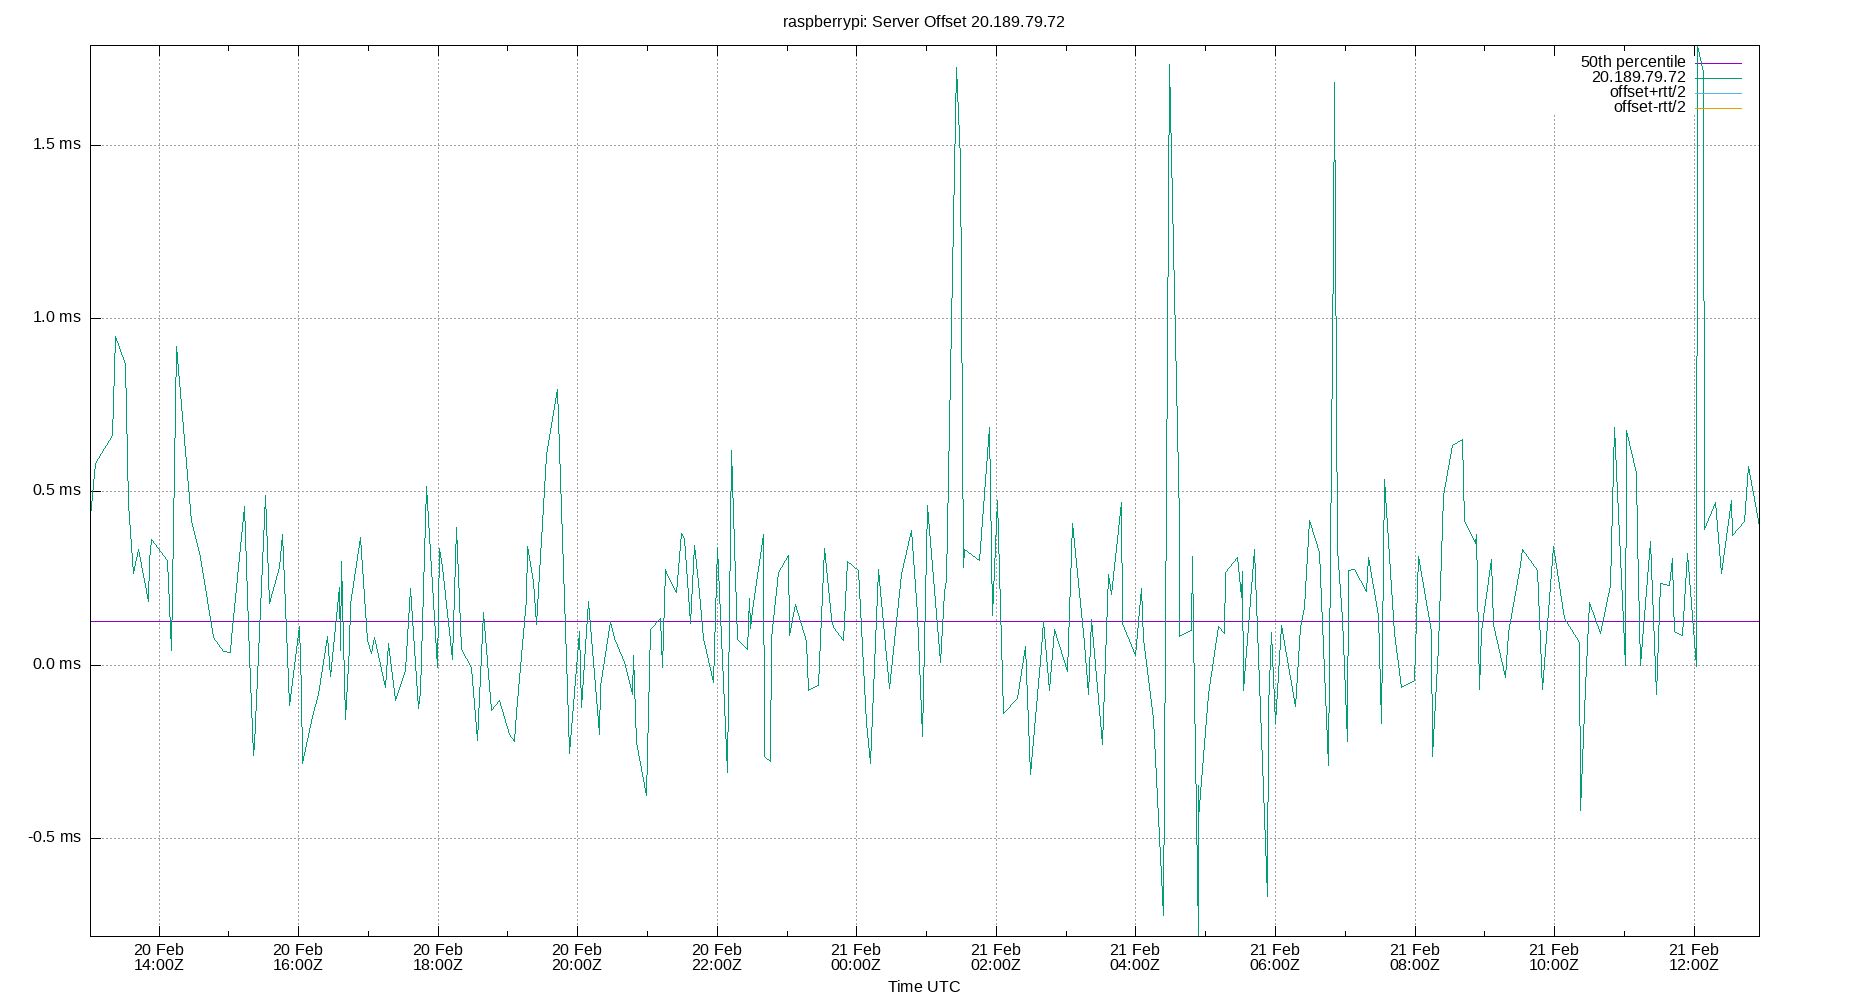 raspberrypi: Server Offset 20.189.79.72
50th percentile
20.189.79.72
offset+rtt/2
offset-rtt/2
1.5 ms
1.0 ms
0.5 ms
0.0 ms
-0.5 ms
20 Feb 20 Feb 20 Feb 20 Feb 20 Feb 21 Feb 21 Feb 21 Feb 21 Feb 21 Feb 21 Feb 21 Feb
14:00Z 16:00Z 18:00Z 20:00Z 22:00Z 00:00Z 02:00Z 04:00Z 06:00Z 08:00Z 10:00Z 12:00Z
Time UTC